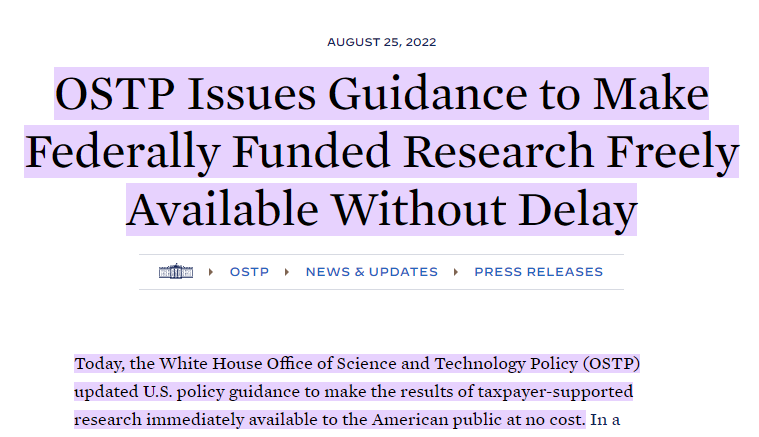 AUGUST 25, 2022
OSTP Issues Guidance to Make
Federally Funded Research Freely
Available Without Delay
OSTP NEWS & UPDATES PRESS RELEASES
Today, the White House Office of Science and Technology Policy (OSTP)
updated U.S. policy guidance to make the results of taxpayer-supported
research immediately available to the American public at no cost. In a